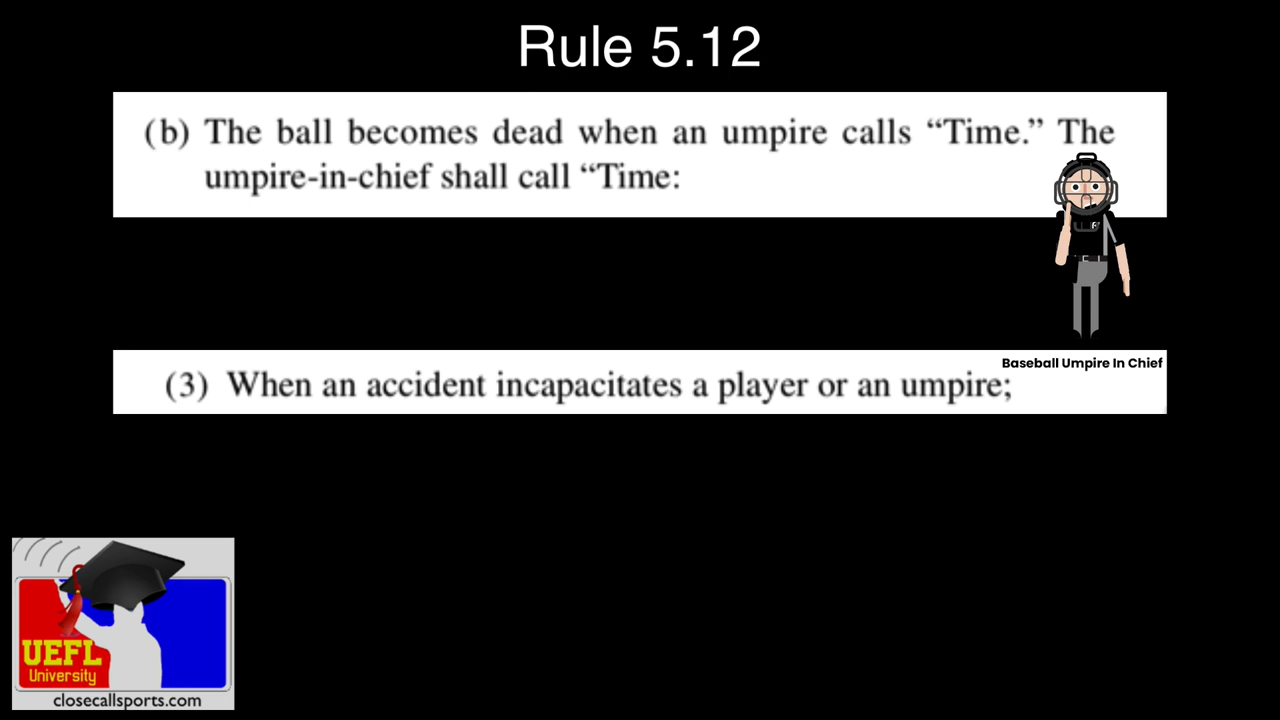 Rule 5.12
(b) The ball becomes dead when an umpire calls “Time.” The
umpire-in-chief shall call “Time:
Baseball Umpire In Chief
(3) When an accident incapacitates a player or an umpire;
UEFL
University
closecallsports.com